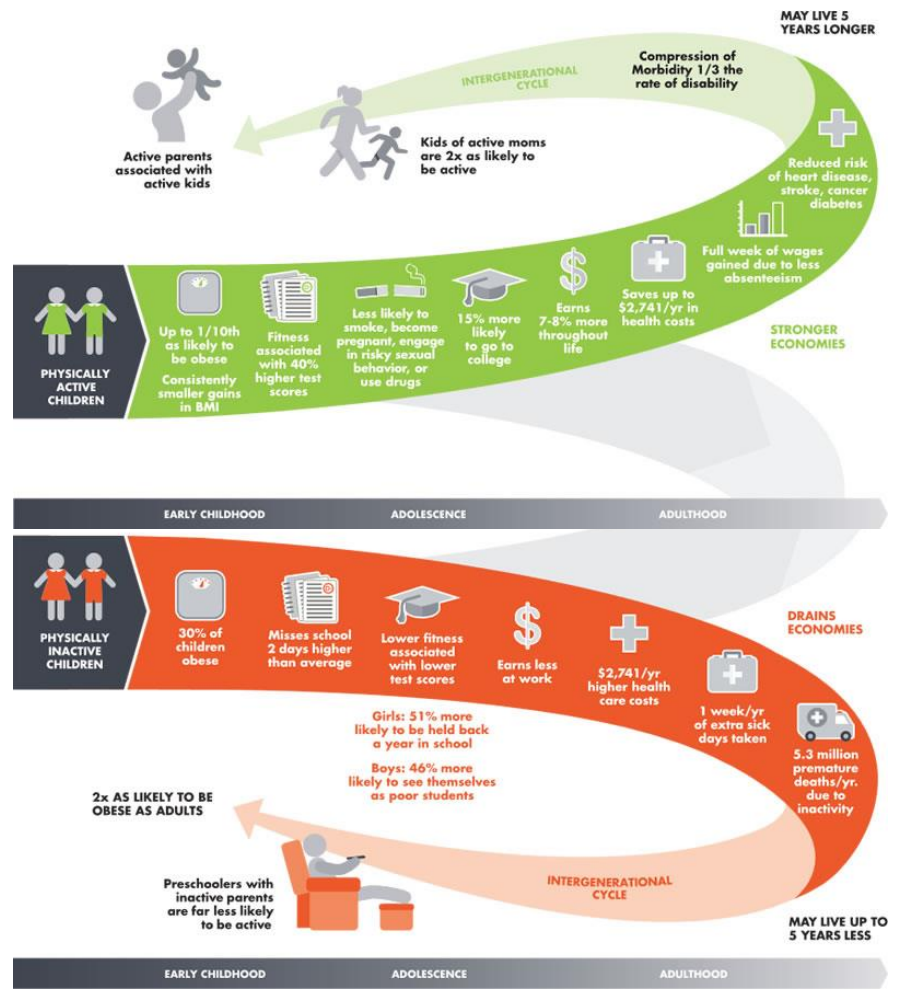 MAY LIVE 5
YEARS LONGER
Compression of
Morbidity 1/3 the
rate of disability
INTERGENERATIONAL
CYCLE
Kids of active moms
are 2x as likely to
be active
Active parents
associated with
active kids
PHYSICALLY
ACTIVE
CHILDREN
Up to 1/10th
as likely to
be obese
Consistently
smaller gains
in BMI
Fitness
associated
with 40%
higher test
scores
Less likely to
smoke, become
pregnant, engage
in risky sexual
behavior, or
use drugs
15% more
likely
to go to
college
Earns
7-8% more
throughout
life
Saves up to
$2,741/yr in
health costs
Full week of wages
gained due to less
absenteeism
Reduced risk
of heart disease,
stroke, cancer
diabetes
STRONGER
ECONOMIES
EARLY CHILDHOOD
ADOLESCENCE
ADULTHOOD
PHYSICALLY
INACTIVE
CHILDREN
30% of
children
obese
Misses school
2 days higher
than average
Lower fitness
associated
with lower
test scores
Girls: 51% more
likely to be held back
a year in school
Boys: 46% more
likely to see themselves
as poor students
Earns less
at work
$2,741/yr
higher health
care costs
1 week/yr
of extra sick
days taken
5.3 million
premature
deaths/yr.
due to
inactivity
DRAINS
ECONOMIES
MAY LIVE UP TO
5 YEARS LESS
INTERGENERATIONAL
CYCLE
2X AS LIKELY TO BE
OBESE AS ADULTS
Preschoolers with
inactive parents
are far less likely
to be active
EARLY CHILDHOOD
ADOLESCENCE
ADULTHOOD